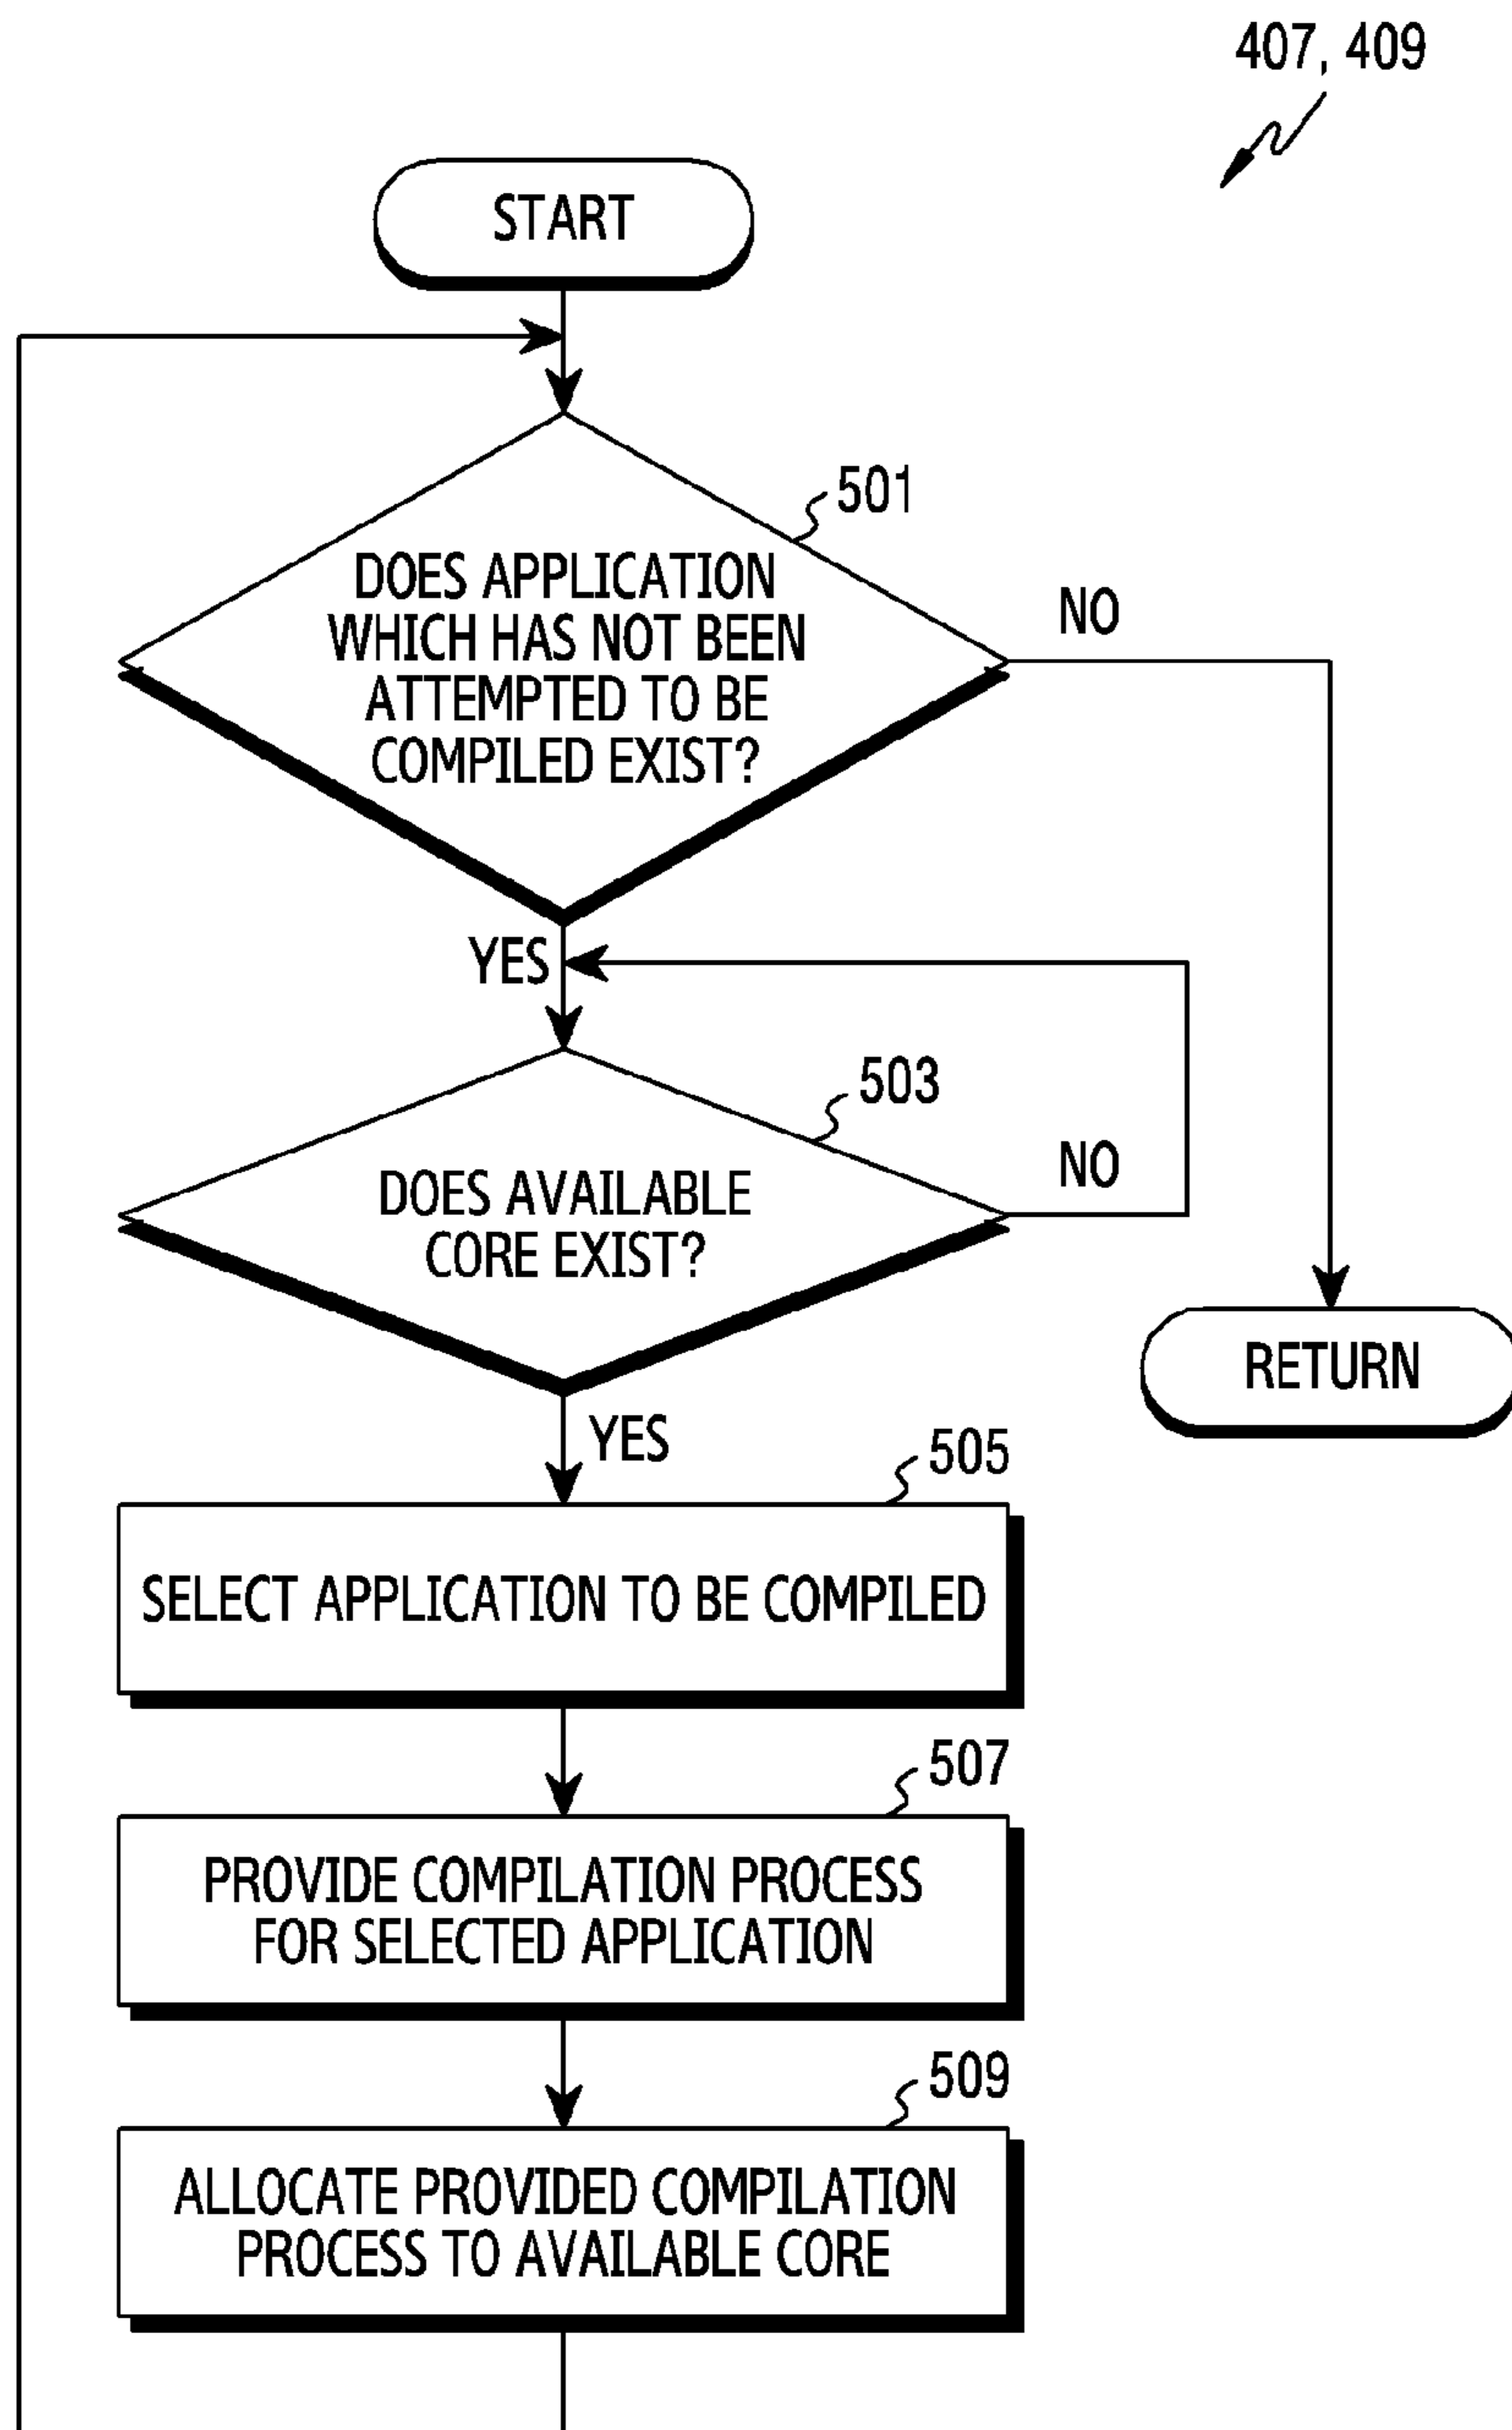 407, 409
START
501
DOES APPLICATION
WHICH HAS NOT BEEN
ATTEMPTED TO BE
COMPILED EXIST?
NO
YES
503
DOES AVAILABLE
CORE EXIST?
NO
RETURN
YES
505
SELECT APPLICATION TO BE COMPILED
507
PROVIDE COMPILATION PROCESS
FOR SELECTED APPLICATION
509
ALLOCATE PROVIDED COMPILATION
PROCESS TO AVAILABLE CORE